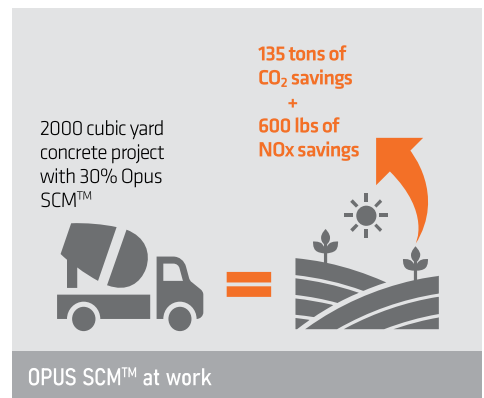 135 tons of
CO₂ savings
+
600 lbs of
NOx savings
2000 cubic yard
concrete project
with 30% Opus
SCM™
OPUS SCM™ at work